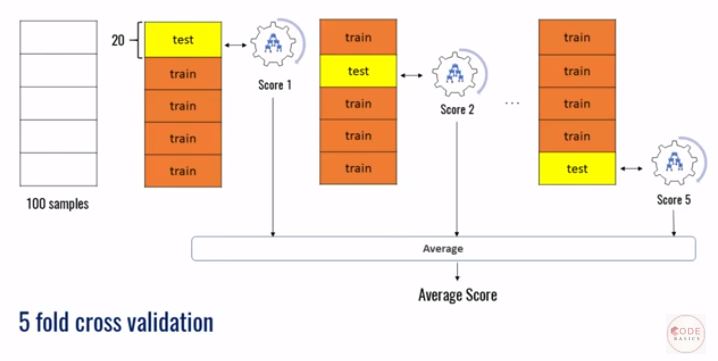 20
test
train
train
train
train
Score 1
train
test
train
train
train
Score 2
...
train
train
train
train
test
Score 5
100 samples
Average
Average Score
5 fold cross validation
CODE
BASICS